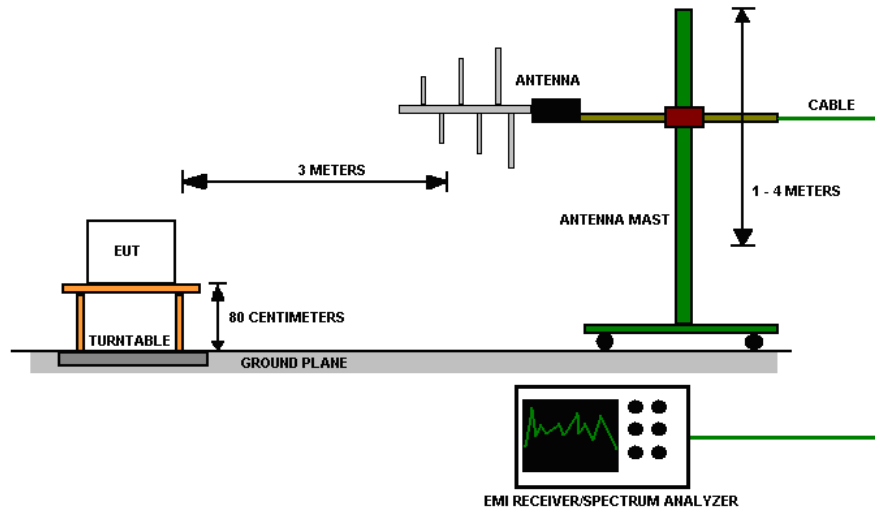 ANTENNA
CABLE
3 METERS
1 - 4 METERS
ANTENNA MAST
EUT
80 CENTIMETERS
TURNTABLE
GROUND PLANE
EMI RECEIVER/SPECTRUM ANALYZER